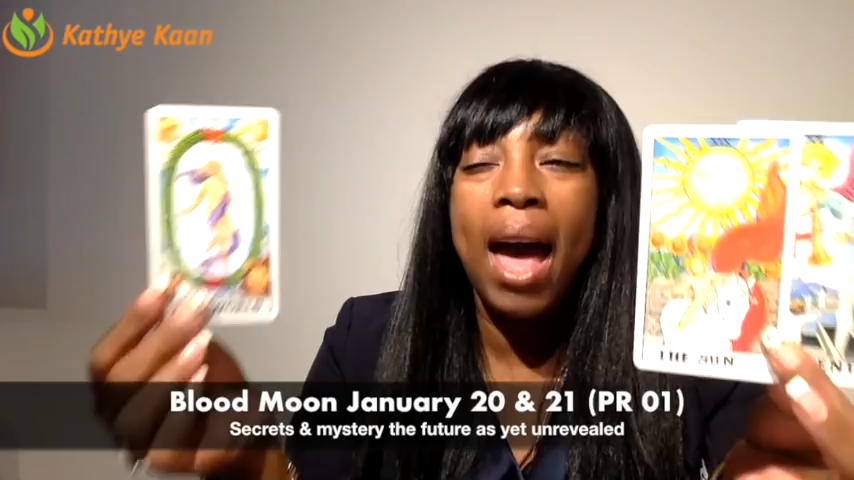 Kathye Kaan
THE SUN
Blood Moon January 20 & 21 (PR 01)
Secrets & mystery the future as yet unrevealed